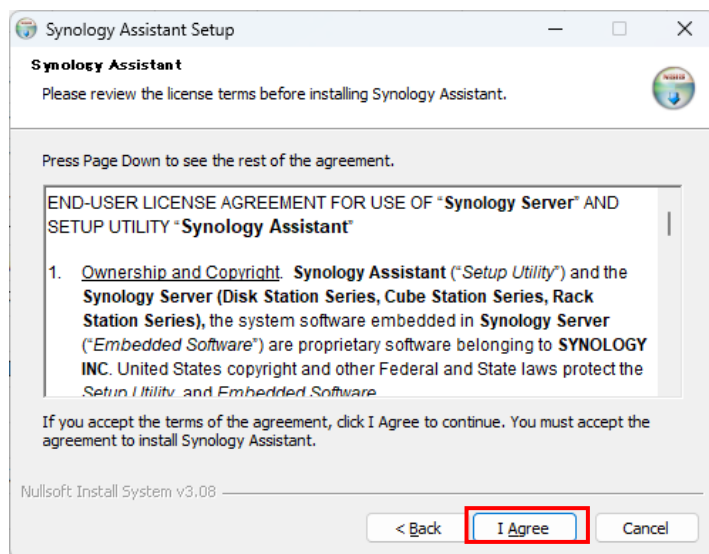 Synology Assistant Setup
Synology Assistant
Please review the license terms before installing Synology Assistant.
Press Page Down to see the rest of the agreement.
END-USER LICENSE AGREEMENT FOR USE OF “Synology Server” AND
SETUP UTILITY “Synology Assistant”
1. Ownership and Copyright. Synology Assistant (“Setup Utility”) and the
Synology Server (Disk Station Series, Cube Station Series, Rack
Station Series), the system software embedded in Synology Server
(“Embedded Software”) are proprietary software belonging to SYNOLOGY
INC. United States copyright and other Federal and State laws protect the
Setup Utility and Embedded Software
If you accept the terms of the agreement, click I Agree to continue. You must accept the
agreement to install Synology Assistant.
Nullsoft Install System v3.08
< Back
I Agree
Cancel